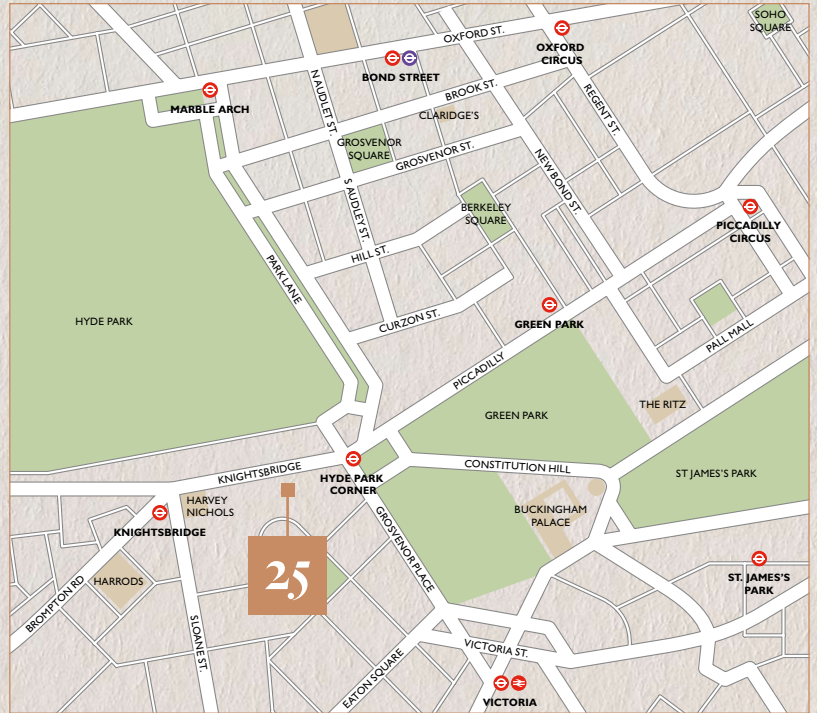 SOHO
SQUARE
OXFORD ST.
OXFORD
CIRCUS
BOND STREET
N AUDLET ST.
MARBLE ARCH
BROOK ST.
CLARIDGE'S
REGENT ST.
GROSVENOR
SQUARE
GROSVENOR ST.
NEW BOND ST.
S AUDLEY ST.
BERKELEY
SQUARE
PICCADILLY
CIRCUS
HILL ST.
PARK LANE
HYDE PARK
CURZON ST.
GREEN PARK
PALL MALL
PICCADILLY
THE RITZ
GREEN PARK
KNIGHTSBRIDGE
HYDE PARK
CORNER
CONSTITUTION HILL
ST JAMES'S PARK
HARVEY
NICHOLS
KNIGHTSBRIDGE
BUCKINGHAM
PALACE
GROSVENOR PLACE
25
HARRODS
BROMPTON RD
ST. JAMES'S
PARK
SLOANE ST.
EATON SQUARE
VICTORIA ST.
VICTORIA